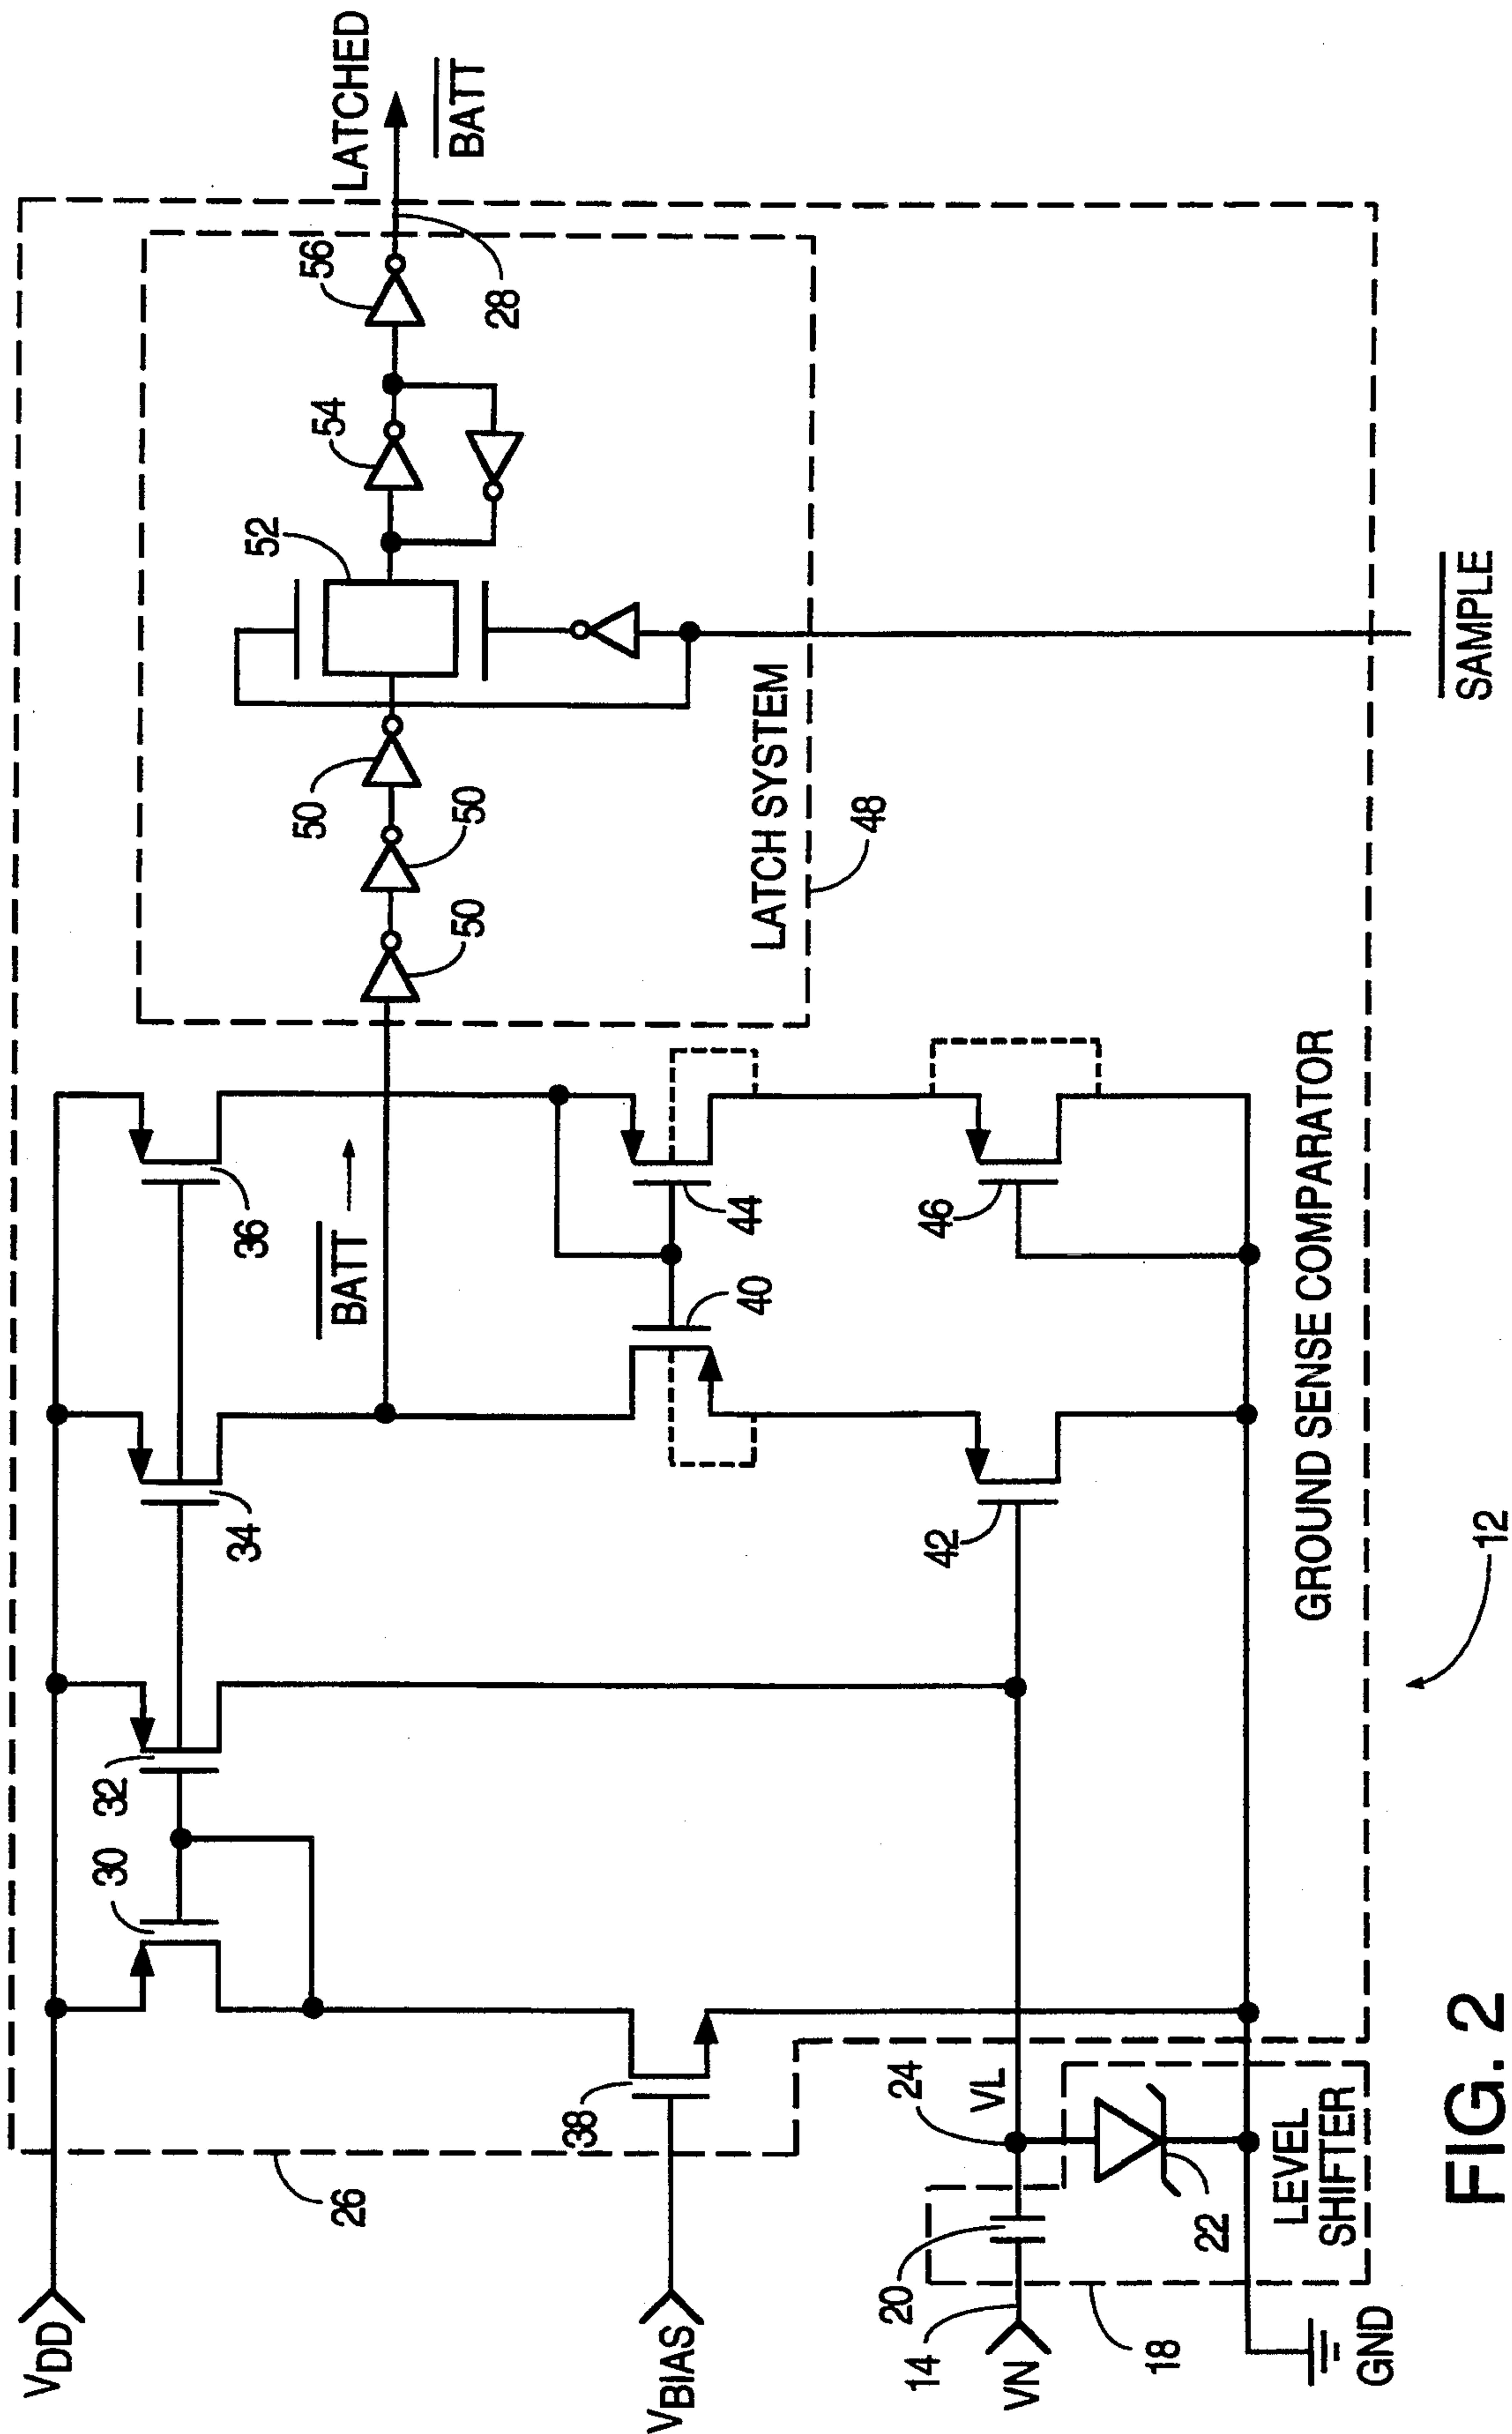 VDD
VBIAS
14
VN
20
18
22
24
VL
LEVEL
SHIFTER
GND
26
38
30
32
34
36
BATT
40
44
42
46
GROUND SENSE COMPARATOR
12
50
50
50
LATCH SYSTEM
48
52
54
56
28
LATCHED
BATT
SAMPLE
FIG. 2